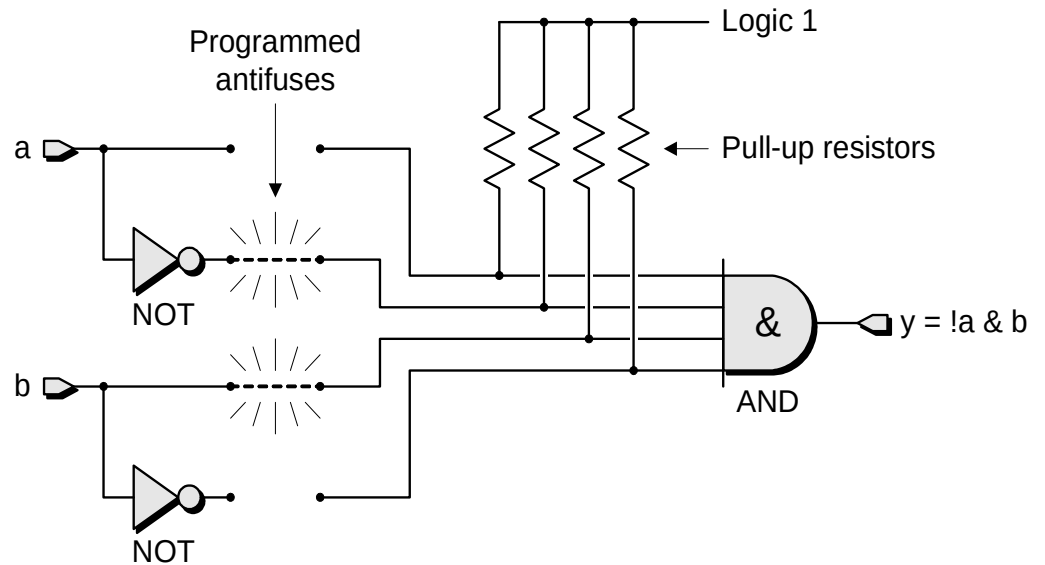 Logic 1
Programmed
antifuses
a
Pull-up resistors
NOT
&
y = !a & b
b
AND
NOT